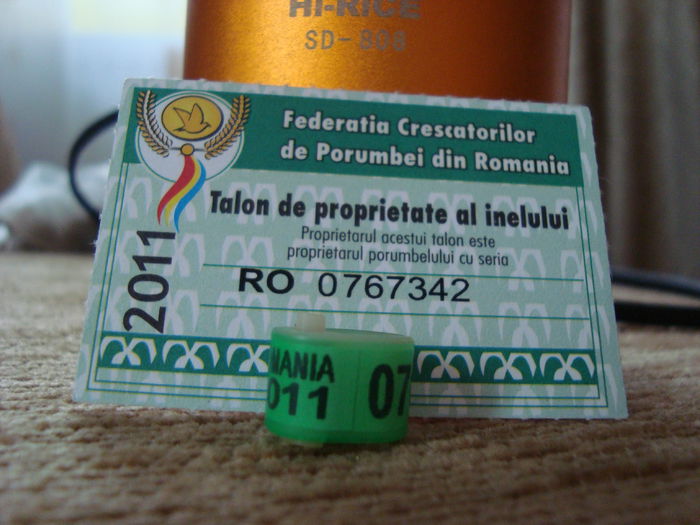 HI-RICE
SD-808
Federatia Crescatorilor
de Porumbei din Romania
Talon de proprietate al inelului
Proprietarul acestui talon este
proprietarul porumbelului cu seria
RO 0767342
2011
MANIA
011
07